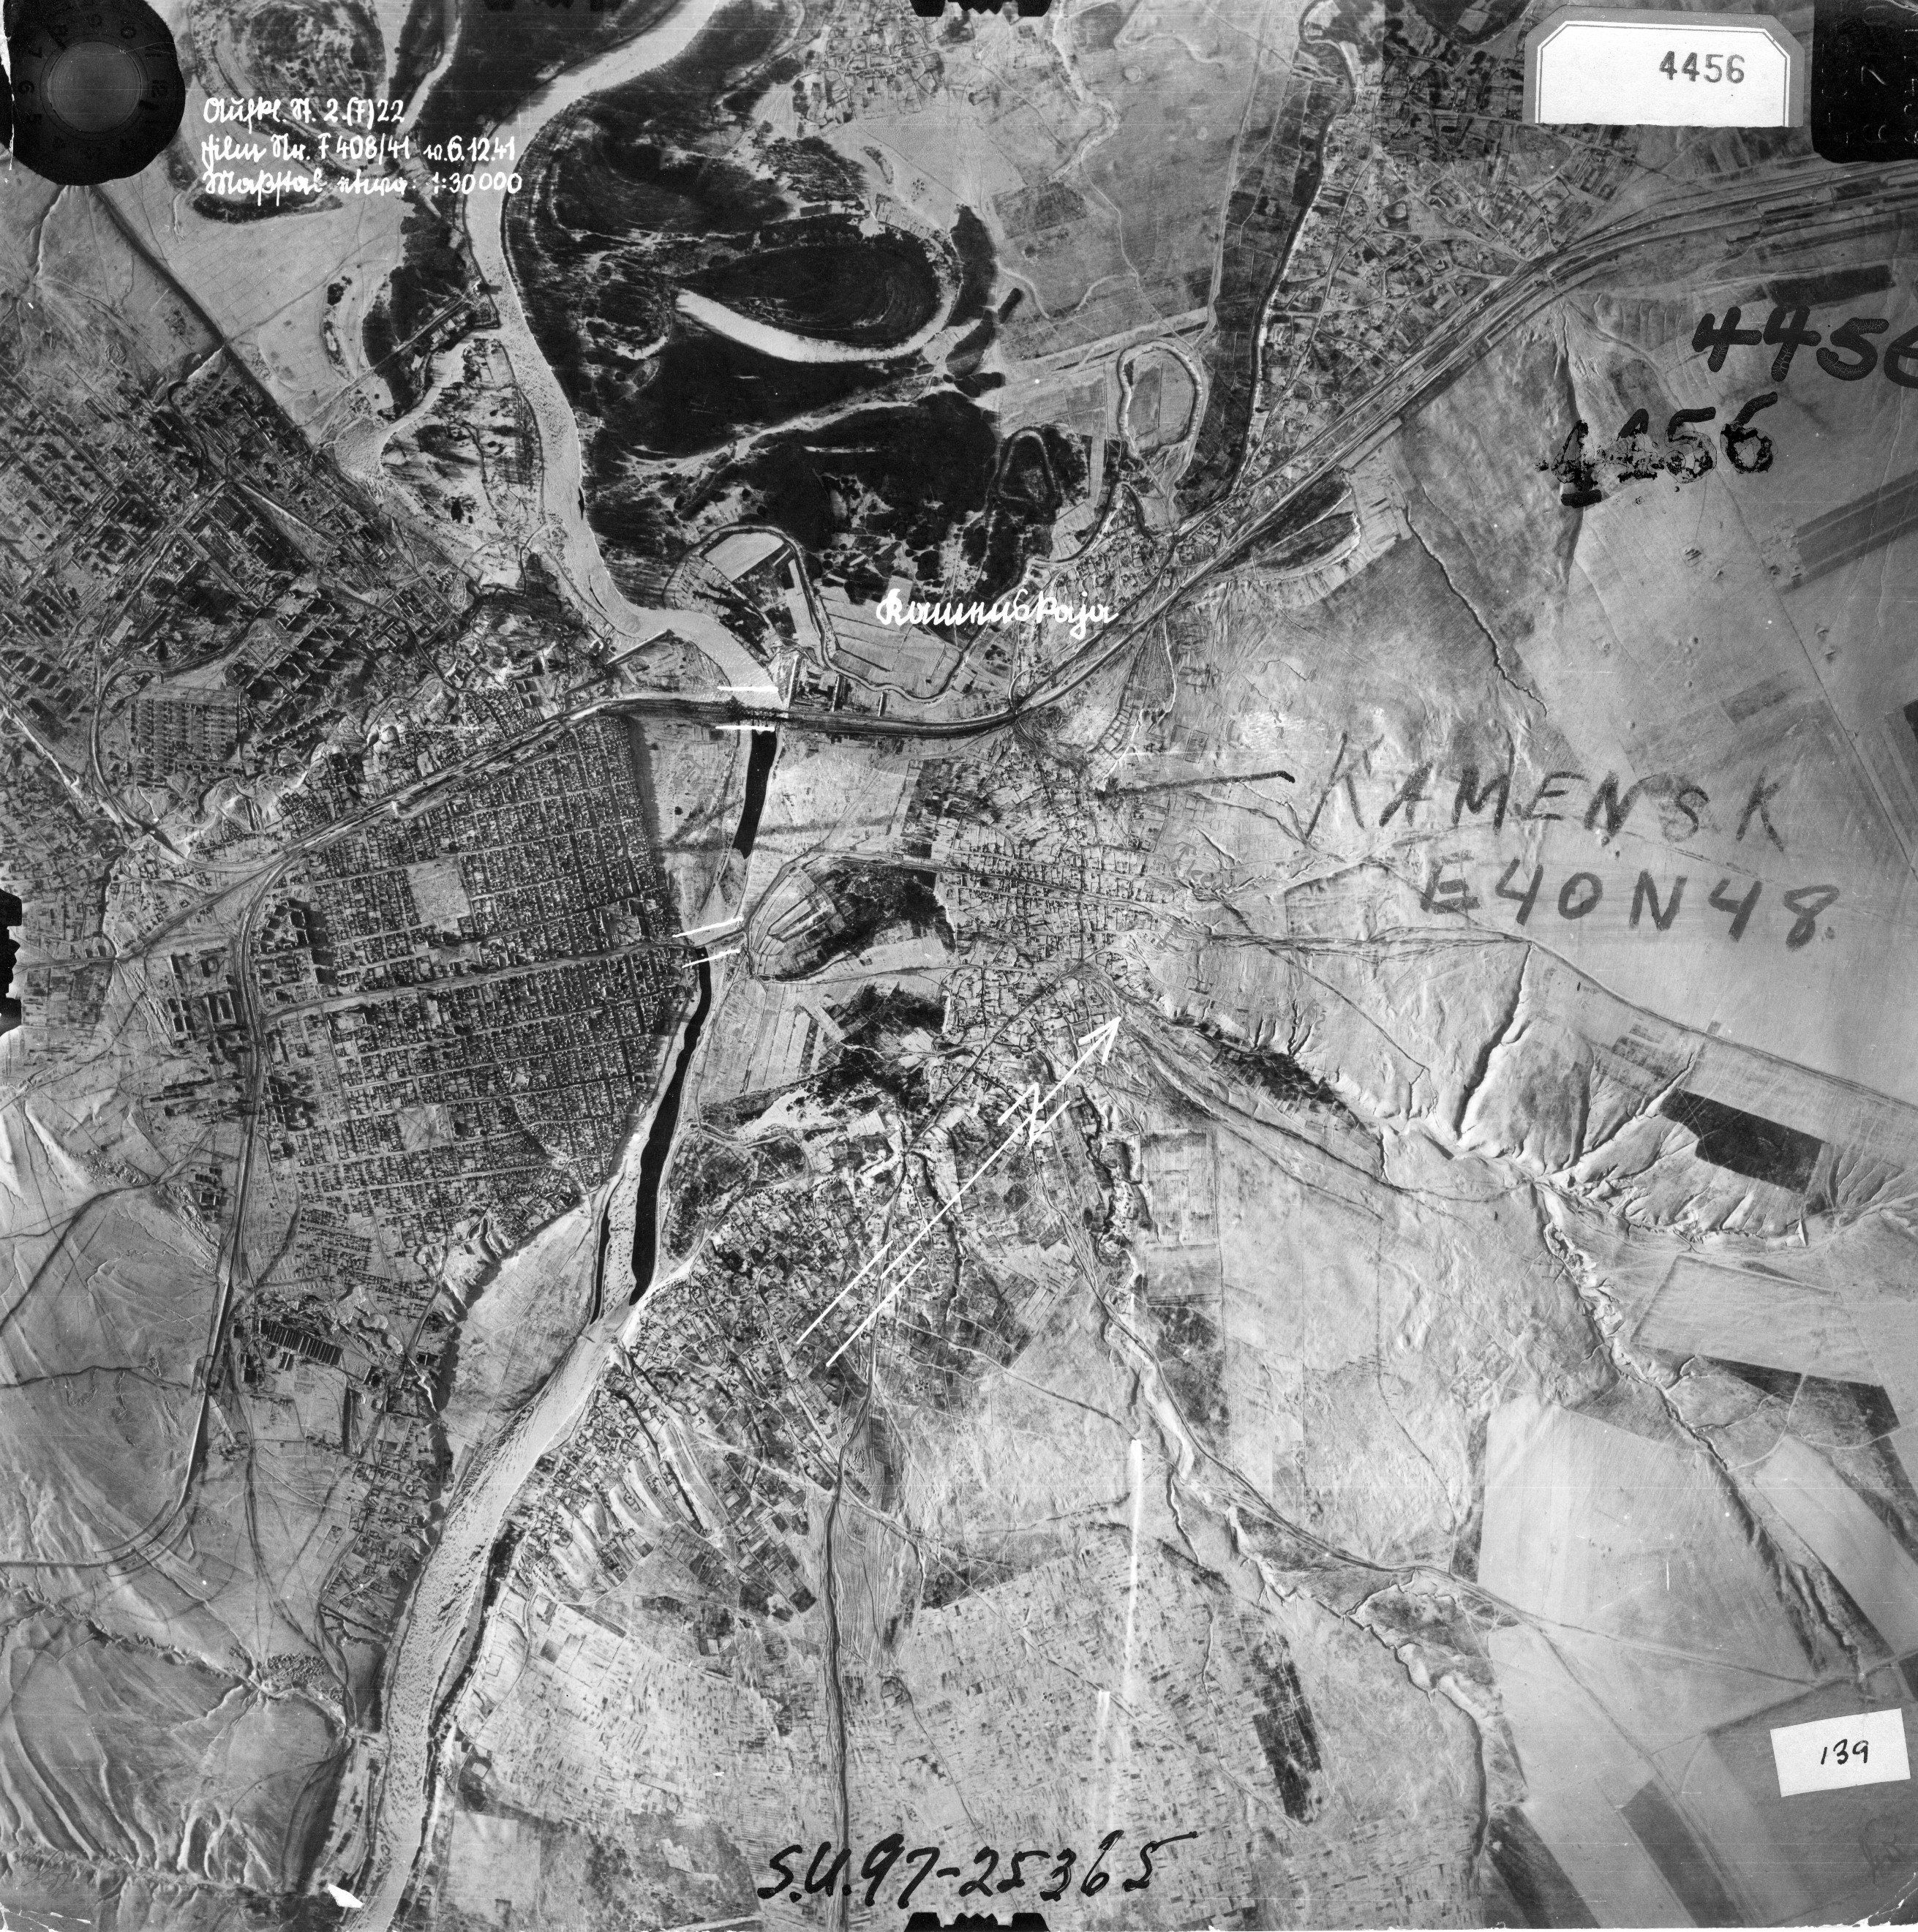 4456
Aufkl. St. 2.(F)22
Film Nr. F 408/41 v. 6.12.41
Maßstab etwa: 1:30000
4456
4456
Kamenskaja
KAMENSK
E40N48
N
139
S.U.97-25365